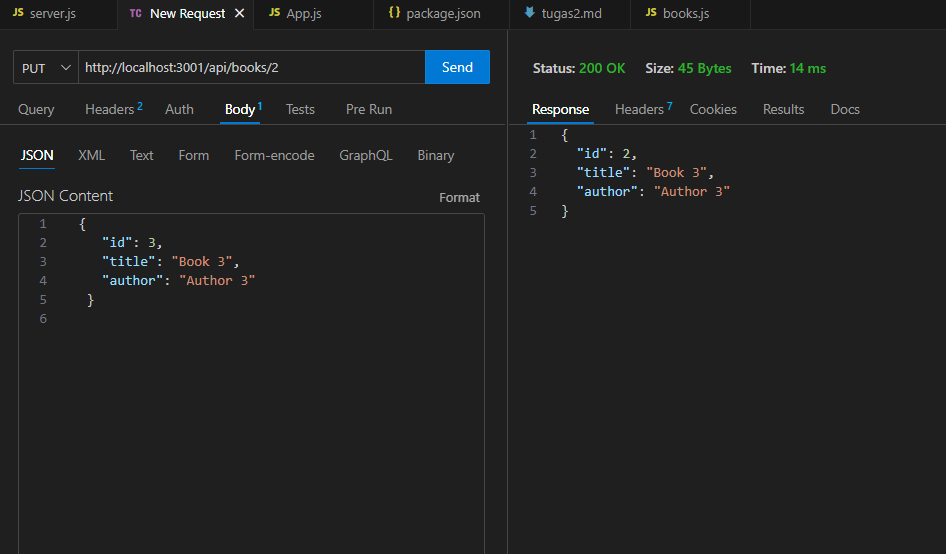 JS server.js TC New Request × JS App.js {} package.json tugas2.md JS books.js
PUT http://localhost:3001/api/books/2 Send
Status: 200 OK Size: 45 Bytes Time: 14 ms
Query Headers 2 Auth Body 1 Tests Pre Run
Response Headers 7 Cookies Results Docs
JSON XML Text Form Form-encode GraphQL Binary
JSON Content Format
1 {
2 "id": 3,
3 "title": "Book 3",
4 "author": "Author 3"
5 }
6
1 {
2 "id": 2,
3 "title": "Book 3",
4 "author": "Author 3"
5 }